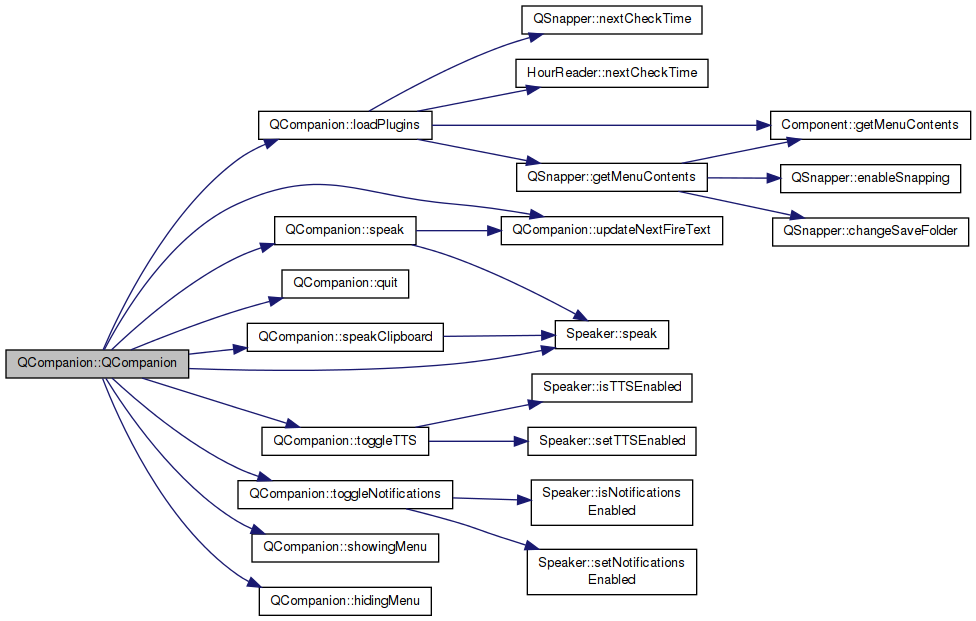 QSnapper::nextCheckTime
HourReader::nextCheckTime
QCompanion::loadPlugins
Component::getMenuContents
QSnapper::getMenuContents
QSnapper::enableSnapping
QCompanion::speak
QCompanion::updateNextFireText
QSnapper::changeSaveFolder
QCompanion::quit
QCompanion::speakClipboard
Speaker::speak
QCompanion::QCompanion
Speaker::isTTSEnabled
QCompanion::toggleTTS
Speaker::setTTSEnabled
QCompanion::toggleNotifications
Speaker::isNotifications
Enabled
QCompanion::showingMenu
Speaker::setNotifications
Enabled
QCompanion::hidingMenu